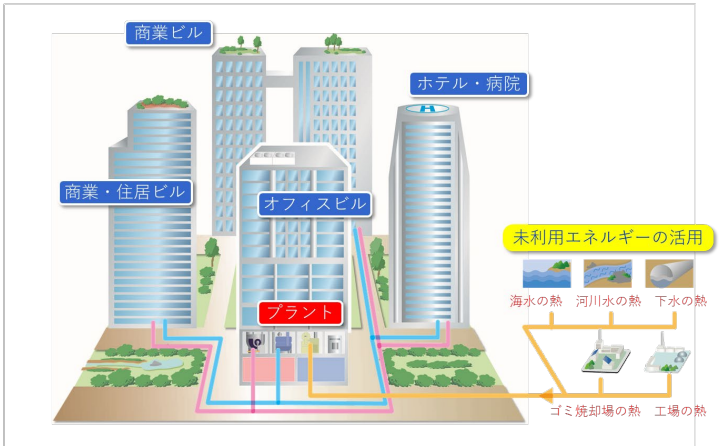 商業ビル
ホテル・病院
H
商業・住居ビル
オフィスビル
未利用エネルギーの活用
海水の熱
河川水の熱
下水の熱
プラント
ゴミ焼却場の熱
工場の熱